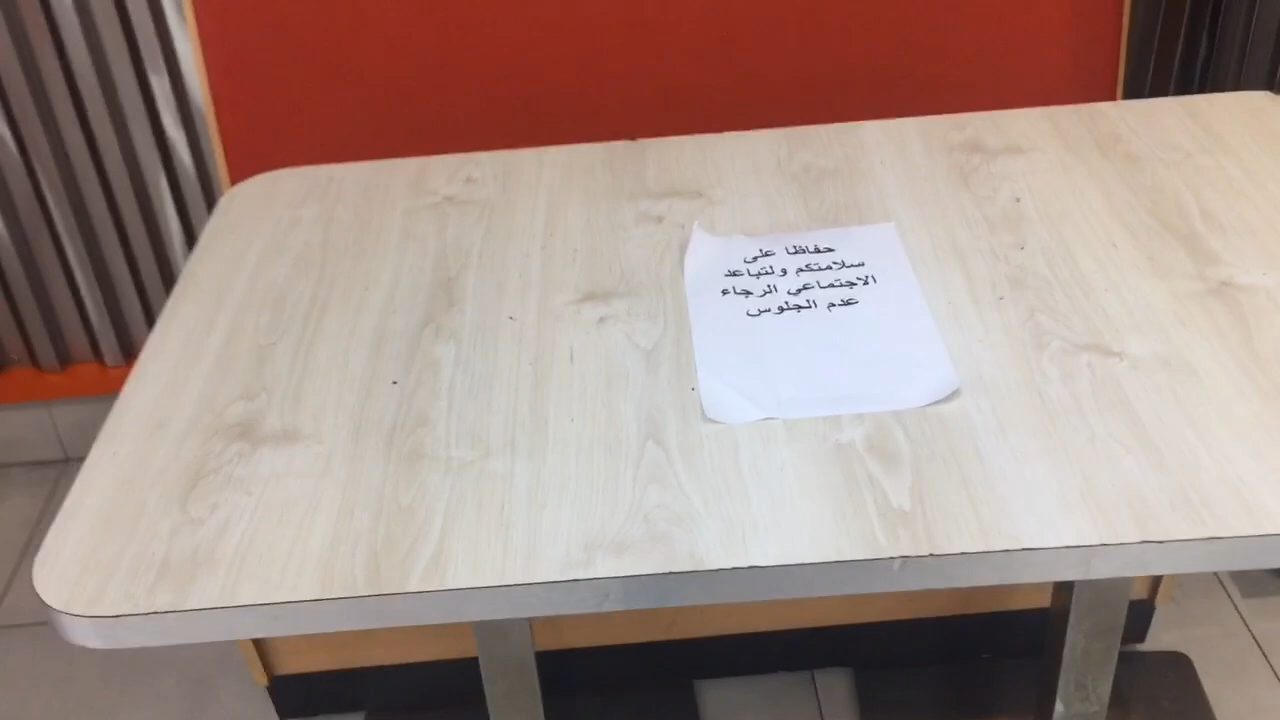 حفاظا على
سلامتكم ولتباعد
الاجتماعي الرجاء
عدم الجلوس